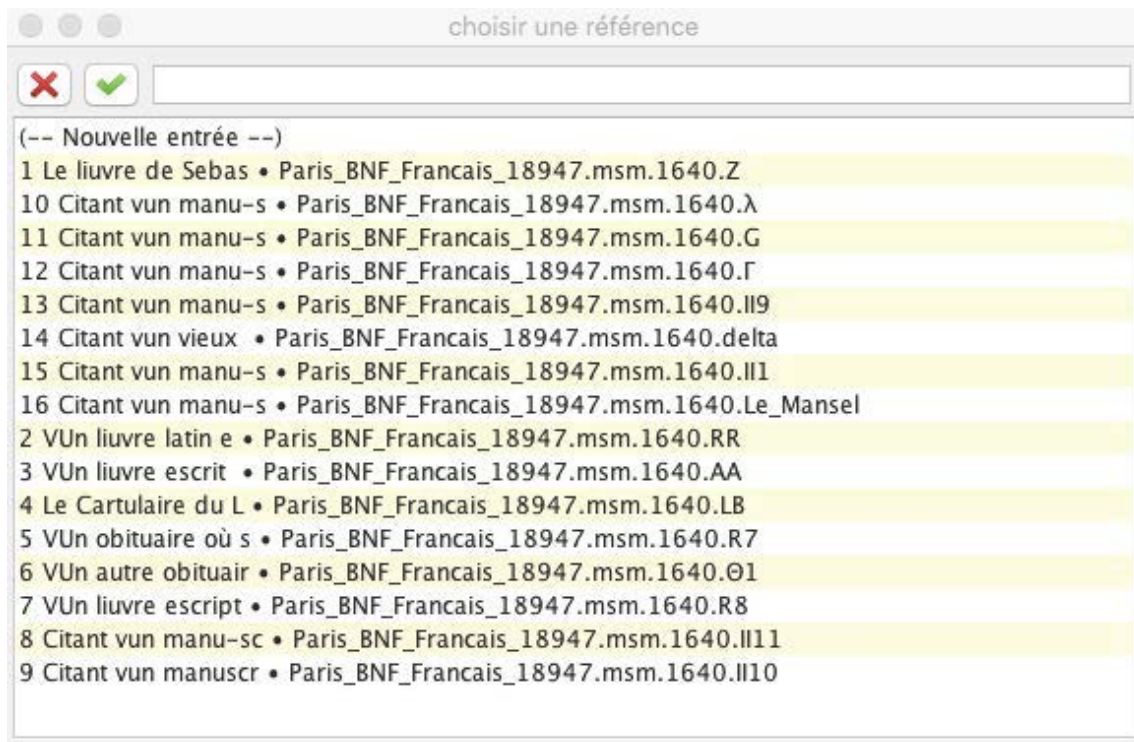 choisir une référence
(-- Nouvelle entrée --)
1 Le liuvre de Sebas • Paris_BNF_Francais_18947.msm.1640.Z
10 Citant vun manu-s • Paris_BNF_Francais_18947.msm.1640.λ
11 Citant vun manu-s • Paris_BNF_Francais_18947.msm.1640.G
12 Citant vun manu-s • Paris_BNF_Francais_18947.msm.1640.Γ
13 Citant vun manu-s • Paris_BNF_Francais_18947.msm.1640.II9
14 Citant vun vieux • Paris_BNF_Francais_18947.msm.1640.delta
15 Citant vun manu-s • Paris_BNF_Francais_18947.msm.1640.II1
16 Citant vun manu-s • Paris_BNF_Francais_18947.msm.1640.Le_Mansel
2 VUn liuvre latin e • Paris_BNF_Francais_18947.msm.1640.RR
3 VUn liuvre escrit • Paris_BNF_Francais_18947.msm.1640.AA
4 Le Cartulaire du L • Paris_BNF_Francais_18947.msm.1640.LB
5 VUn obituaire où s • Paris_BNF_Francais_18947.msm.1640.R7
6 VUn autre obituair • Paris_BNF_Francais_18947.msm.1640.Θ1
7 VUn liuvre escript • Paris_BNF_Francais_18947.msm.1640.R8
8 Citant vun manu-sc • Paris_BNF_Francais_18947.msm.1640.II11
9 Citant vun manuscr • Paris_BNF_Francais_18947.msm.1640.II10